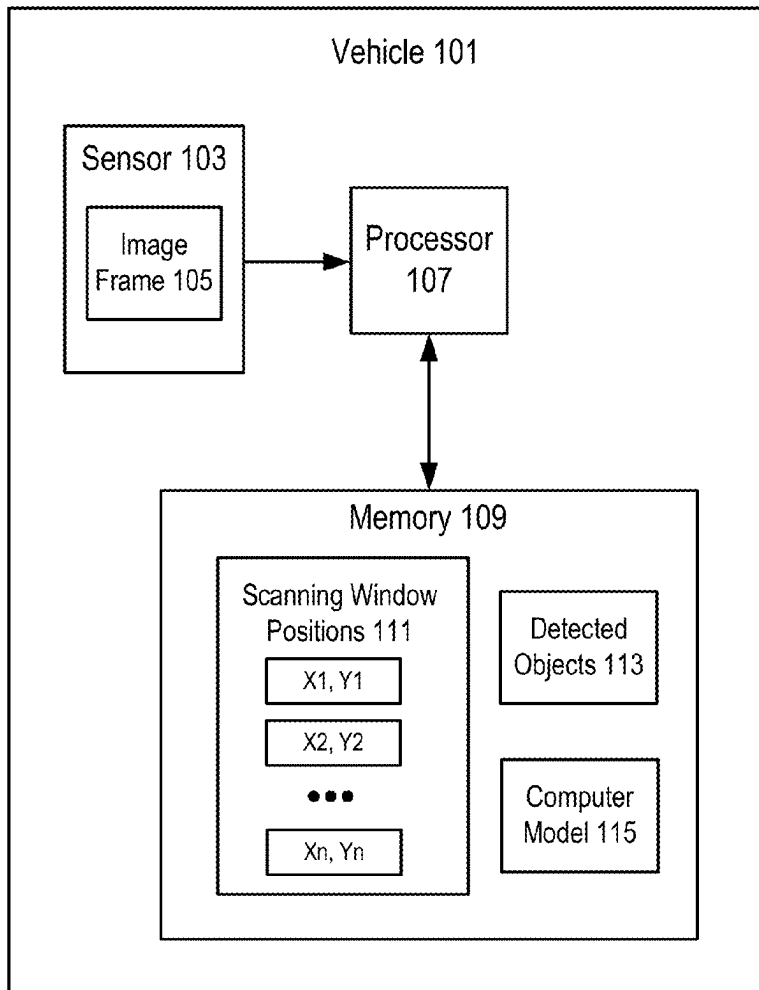 Vehicle 101
Sensor 103
Image
Frame 105
Processor
107
Memory 109
Scanning Window
Positions 111
X1, Y1
X2, Y2
•••
Xn, Yn
Detected
Objects 113
Computer
Model 115